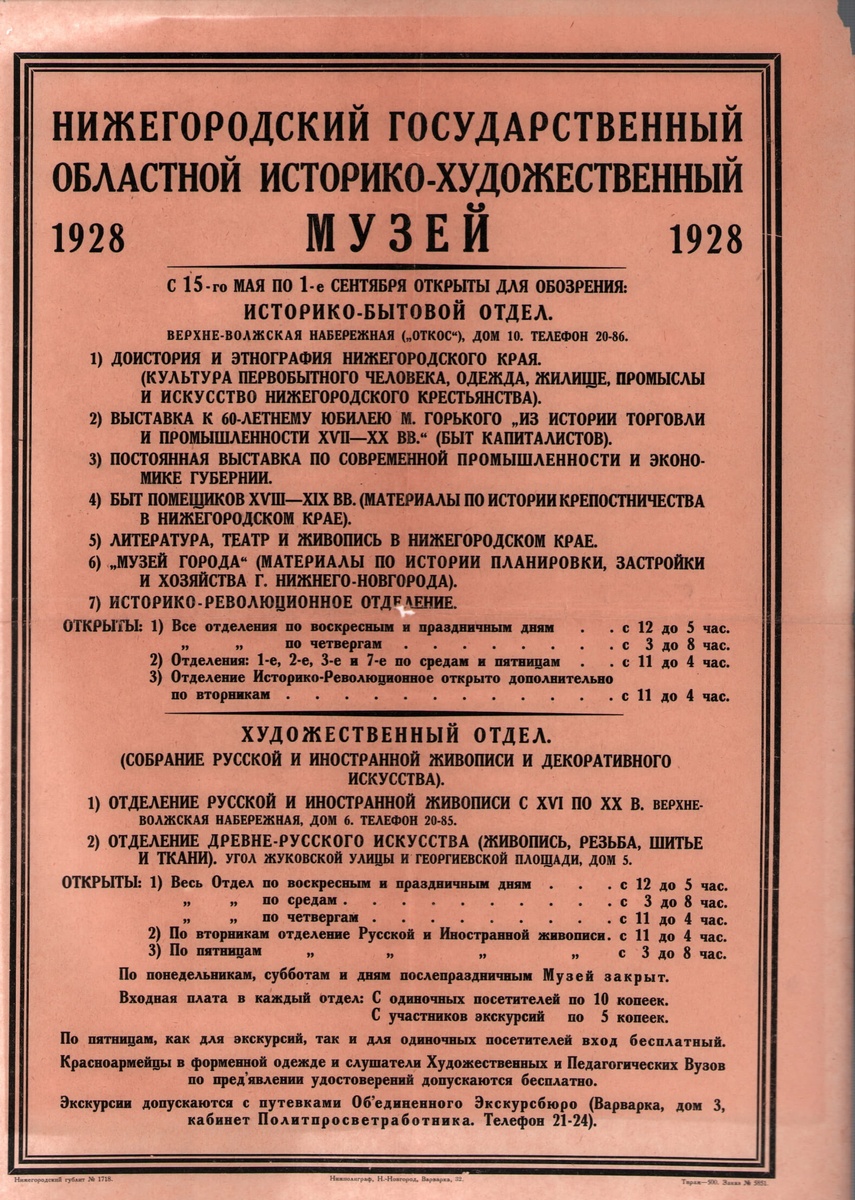 НИЖЕГОРОДСКИЙ ГОСУДАРСТВЕННЫЙ
ОБЛАСТНОЙ ИСТОРИКО-ХУДОЖЕСТВЕННЫЙ
1928 МУЗЕЙ 1928
С 15-го МАЯ ПО 1-е СЕНТЯБРЯ ОТКРЫТЫ ДЛЯ ОБОЗРЕНИЯ:
ИСТОРИКО-БЫТОВОЙ ОТДЕЛ.
ВЕРХНЕ-ВОЛЖСКАЯ НАБЕРЕЖНАЯ („ОТКОС“), ДОМ 10. ТЕЛЕФОН 20-86.
1) ДОИСТОРИЯ И ЭТНОГРАФИЯ НИЖЕГОРОДСКОГО КРАЯ.
(КУЛЬТУРА ПЕРВОБЫТНОГО ЧЕЛОВЕКА, ОДЕЖДА, ЖИЛИЩЕ, ПРОМЫСЛЫ
И ИСКУССТВО НИЖЕГОРОДСКОГО КРЕСТЬЯНСТВА).
2) ВЫСТАВКА К 60-ЛЕТНЕМУ ЮБИЛЕЮ М. ГОРЬКОГО „ИЗ ИСТОРИИ ТОРГОВЛИ
И ПРОМЫШЛЕННОСТИ XVII—XX ВВ.“ (БЫТ КАПИТАЛИСТОВ).
3) ПОСТОЯННАЯ ВЫСТАВКА ПО СОВРЕМЕННОЙ ПРОМЫШЛЕННОСТИ И ЭКОНО-
МИКЕ ГУБЕРНИИ.
4) БЫТ ПОМЕЩИКОВ XVIII—XIX ВВ. (МАТЕРИАЛЫ ПО ИСТОРИИ КРЕПОСТНИЧЕСТВА
В НИЖЕГОРОДСКОМ КРАЕ).
5) ЛИТЕРАТУРА, ТЕАТР И ЖИВОПИСЬ В НИЖЕГОРОДСКОМ КРАЕ.
6) „МУЗЕЙ ГОРОДА“ (МАТЕРИАЛЫ ПО ИСТОРИИ ПЛАНИРОВКИ, ЗАСТРОЙКИ
И ХОЗЯЙСТВА Г. НИЖНЕГО-НОВГОРОДА).
7) ИСТОРИКО-РЕВОЛЮЦИОННОЕ ОТДЕЛЕНИЕ.
ОТКРЫТЫ: 1) Все отделения по воскресным и праздничным дням . . с 12 до 5 час.
„ „ по четвергам . . . . . . . . с 3 до 8 час.
2) Отделения: 1-е, 2-е, 3-е и 7-е по средам и пятницам . . с 11 до 4 час.
3) Отделение Историко-Революционное открыто дополнительно
по вторникам . . . . . . . . . . . . с 11 до 4 час.
ХУДОЖЕСТВЕННЫЙ ОТДЕЛ.
(СОБРАНИЕ РУССКОЙ И ИНОСТРАННОЙ ЖИВОПИСИ И ДЕКОРАТИВНОГО
ИСКУССТВА).
1) ОТДЕЛЕНИЕ РУССКОЙ И ИНОСТРАННОЙ ЖИВОПИСИ С XVI ПО XX В. ВЕРХНЕ-
ВОЛЖСКАЯ НАБЕРЕЖНАЯ, ДОМ 6. ТЕЛЕФОН 20-85.
2) ОТДЕЛЕНИЕ ДРЕВНЕ-РУССКОГО ИСКУССТВА (ЖИВОПИСЬ, РЕЗЬБА, ШИТЬЕ
И ТКАНИ). УГОЛ ЖУКОВСКОЙ УЛИЦЫ И ГЕОРГИЕВСКОЙ ПЛОЩАДИ, ДОМ 5.
ОТКРЫТЫ: 1) Весь Отдел по воскресным и праздничным дням . . . с 12 до 5 час.
„ „ по средам . . . . . . . . . . с 3 до 8 час.
„ „ по четвергам . . . . . . . . с 11 до 4 час.
2) По вторникам отделение Русской и Иностранной живописи. с 11 до 4 час.
3) По пятницам „ „ „ „ с 3 до 8 час.
По понедельникам, субботам и дням послепраздничным Музей закрыт.
Входная плата в каждый отдел: С одиночных посетителей по 10 копеек.
С участников экскурсий по 5 копеек.
По пятницам, как для экскурсий, так и для одиночных посетителей вход бесплатный.
Красноармейцы в форменной одежде и слушатели Художественных и Педагогических Вузов
по пред'явлении удостоверений допускаются бесплатно.
Экскурсии допускаются с путевками Об'единенного Экскурсбюро (Варварка, дом 3,
кабинет Политпросветработника. Телефон 21-24).
Нижегородский гублит № 1718. Нижполиграф, Н.-Новгород, Варварка, 32. Тираж—800. Заказ №